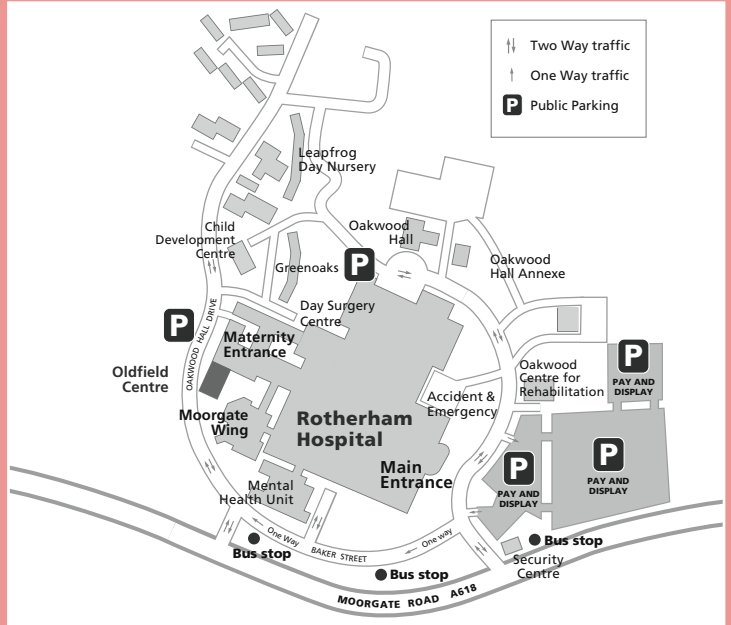 Two Way traffic
One Way traffic
P Public Parking
Leapfrog
Day Nursery
Child
Development
Centre
Oakwood
Hall
Greenoaks
P
Oakwood
Hall Annexe
Day Surgery
Centre
P
OAKWOOD HALL DRIVE
Maternity
Entrance
Oldfield
Centre
Moorgate
Wing
Rotherham
Hospital
Accident &
Emergency
Oakwood
Centre for
Rehabilitation
P
PAY AND
DISPLAY
P
PAY AND
DISPLAY
P
PAY AND
DISPLAY
Main
Entrance
Mental
Health Unit
One Way
BAKER STREET
One way
Bus stop
Bus stop
Bus stop
Security
Centre
MOORGATE ROAD A618